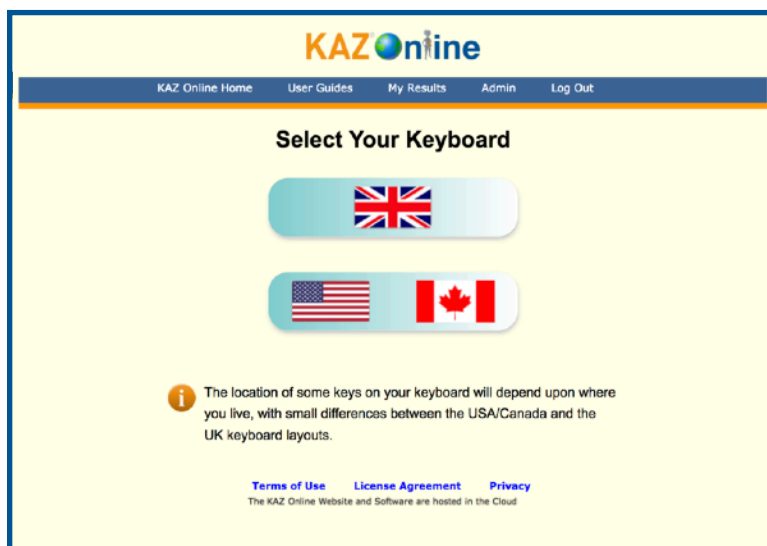 KAZ Online
KAZ Online Home User Guides My Results Admin Log Out
Select Your Keyboard
The location of some keys on your keyboard will depend upon where
you live, with small differences between the USA/Canada and the
UK keyboard layouts.
Terms of Use License Agreement Privacy
The KAZ Online Website and Software are hosted in the Cloud